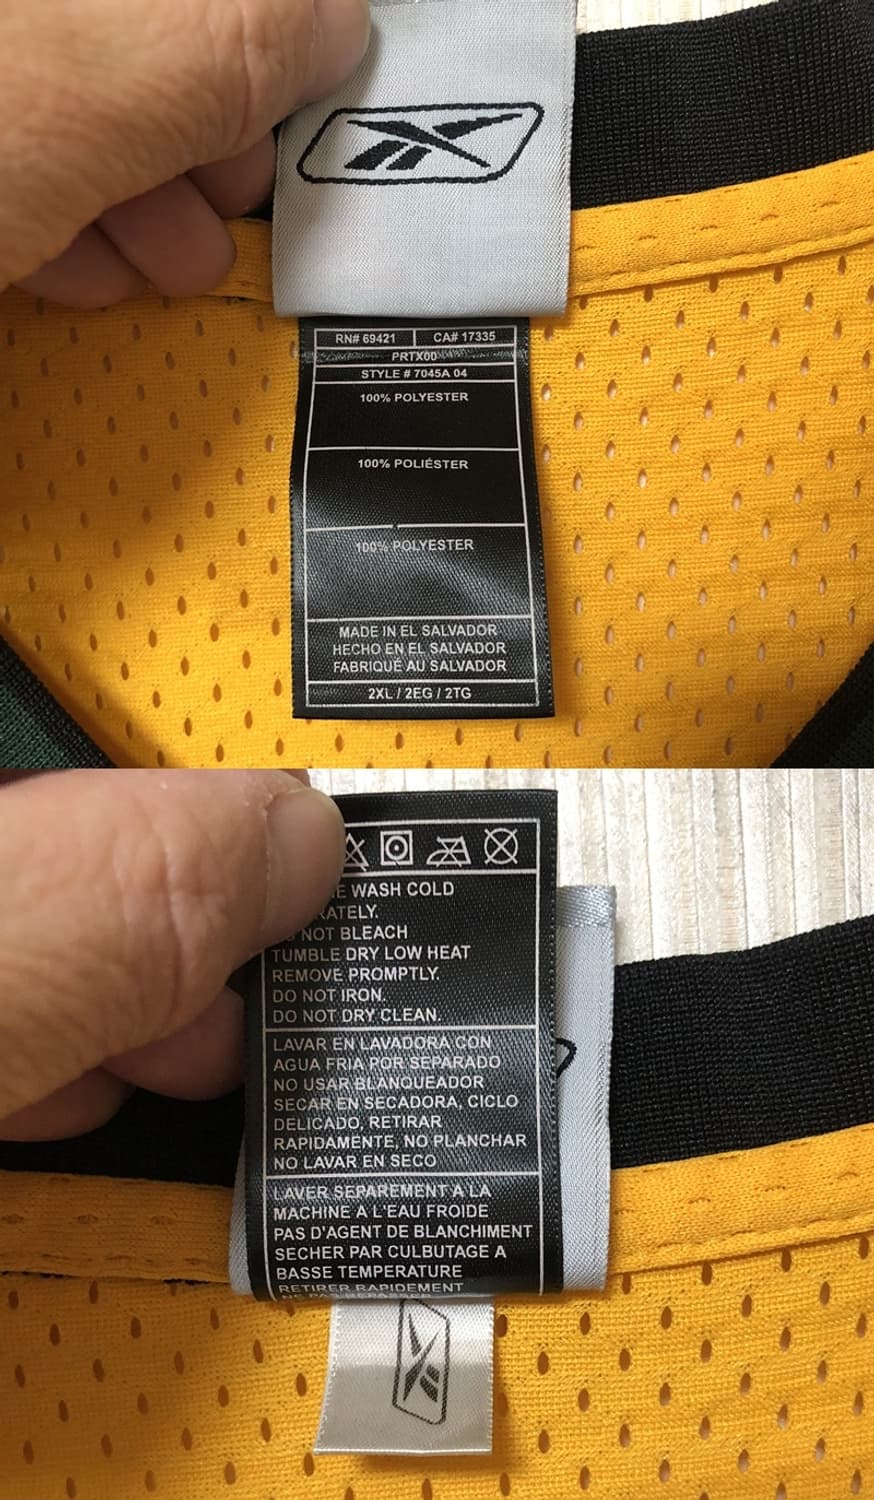 RN# 69421 CA# 17335
PRTX00
STYLE # 7045A 04
100% POLYESTER
100% POLIÉSTER
100% POLYESTER
MADE IN EL SALVADOR
HECHO EN EL SALVADOR
FABRIQUÉ AU SALVADOR
2XL / 2EG / 2TG
WASH COLD
NOT BLEACH
TUMBLE DRY LOW HEAT
REMOVE PROMPTLY.
DO NOT IRON.
DO NOT DRY CLEAN.
LAVAR EN LAVADORA CON
AGUA FRIA POR SEPARADO
NO USAR BLANQUEADOR
SECAR EN SECADORA, CICLO
DELICADO, RETIRAR
RAPIDAMENTE, NO PLANCHAR
NO LAVAR EN SECO
LAVER SEPAREMENT A LA
MACHINE A L'EAU FROIDE
PAS D'AGENT DE BLANCHIMENT
SECHER PAR CULBUTAGE A
BASSE TEMPERATURE
RETIRER RAPIDEMENT